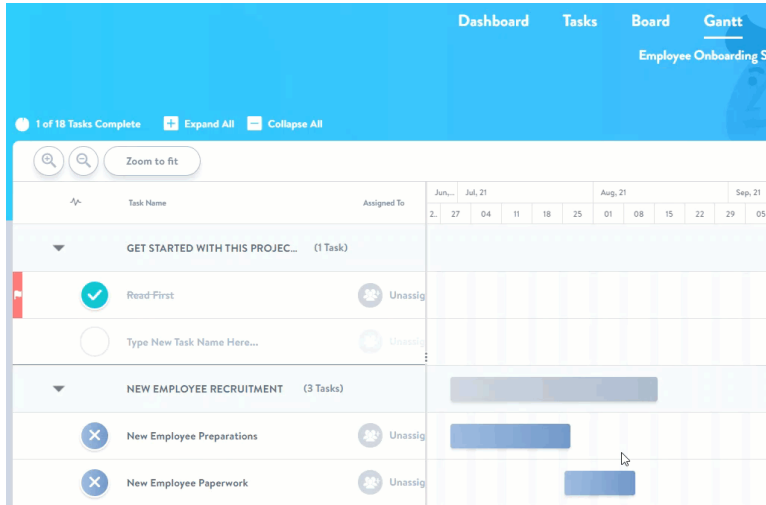 Dashboard Tasks Board Gantt
Employee Onboarding S
1 of 18 Tasks Complete Expand All Collapse All
Zoom to fit
Jun,... Jul, 21 Aug, 21 Sep, 21
Task Name Assigned To
2.. 27 04 11 18 25 01 08 15 22 29 05
GET STARTED WITH THIS PROJEC... (1 Task)
Read First Unassig
Type New Task Name Here... Unassig
NEW EMPLOYEE RECRUITMENT (3 Tasks)
New Employee Preparations Unassig
New Employee Paperwork Unassig